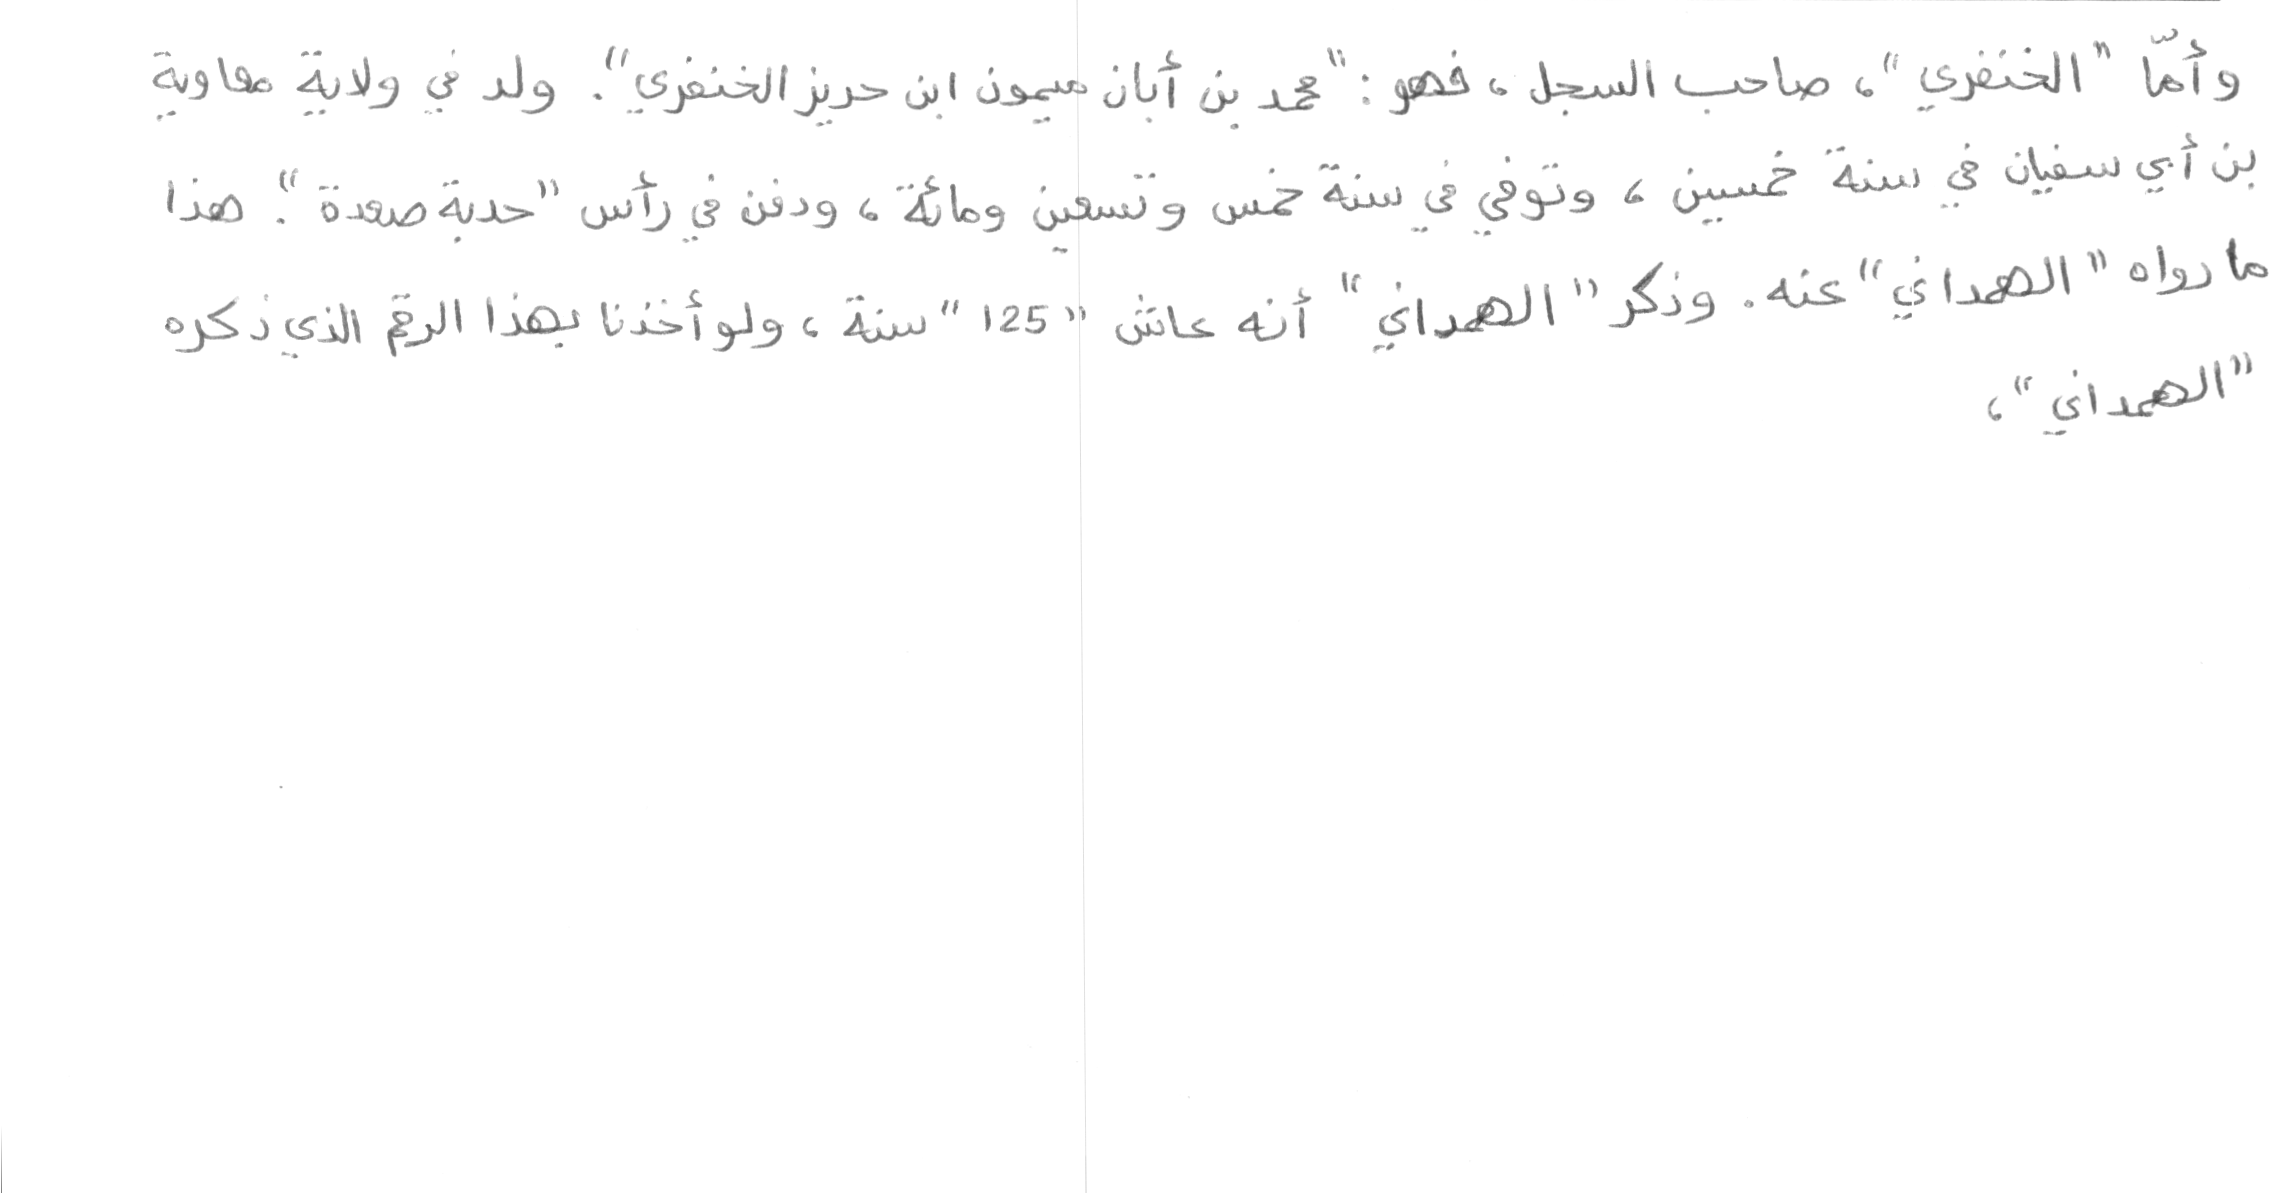 وأمّا "الخنفري"، صاحب السجل، فهو: "محمد بن أبان ميمون ابن حريز الخنفري". ولد في ولاية معاوية
بن أبي سفيان في سنة خمسين، وتوفي في سنة خمس وتسعين ومائة، ودفن في رأس "حدبة صعدة". هذا
ما رواه "الهمداني" عنه. وذكر "الهمداني" أنه عاش "125" سنة، ولو أخذنا بهذا الرقم الذي ذكره
"الهمداني"،